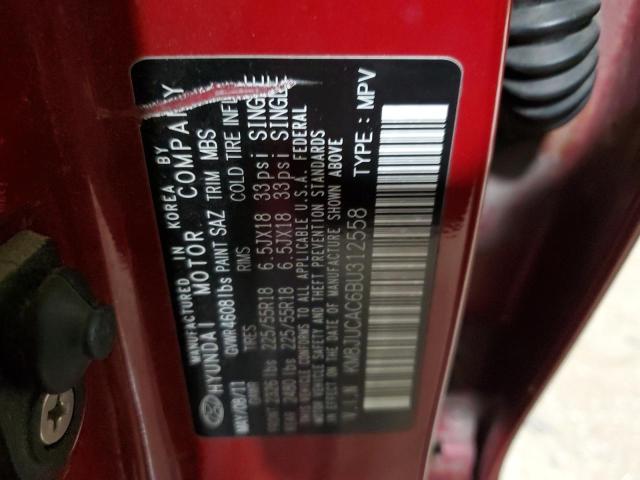 MANUFACTURED IN KOREA. BY
HYUNDAI MOTOR COMPANY
MAY/08/11 GVWR 4608lbs PAINT SAZ TRIM MBS
GAWR TIRES RIMS COLD TIRE INFL
FRONT 2326 lbs 225/55R18 6.5JX18 33psi SINGLE
REAR 2480 lbs 225/55R18 6.5JX18 33psi SINGLE
THIS VEHICLE CONFORMS TO ALL APPLICABLE U.S.A. FEDERAL
MOTOR VEHICLE SAFETY, BUMPER, AND THEFT PREVENTION STANDARDS
IN EFFECT ON THE DATE OF MANUFACTURE SHOWN ABOVE
V.I.N KM8JUCAC6BU312558 TYPE : MPV